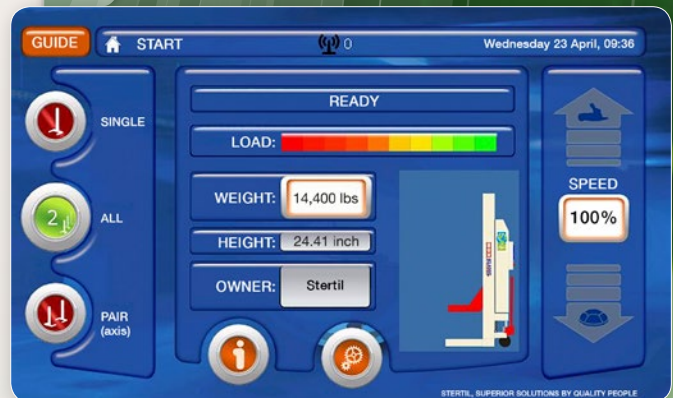 GUIDE
START
0
Wednesday 23 April, 09:36
READY
SINGLE
LOAD:
WEIGHT: 14,400 lbs
SPEED
100%
2
ALL
HEIGHT: 24.41 inch
OWNER: Stertil
PAIR
(axis)
i
STERTIL, SUPERIOR SOLUTIONS BY QUALITY PEOPLE